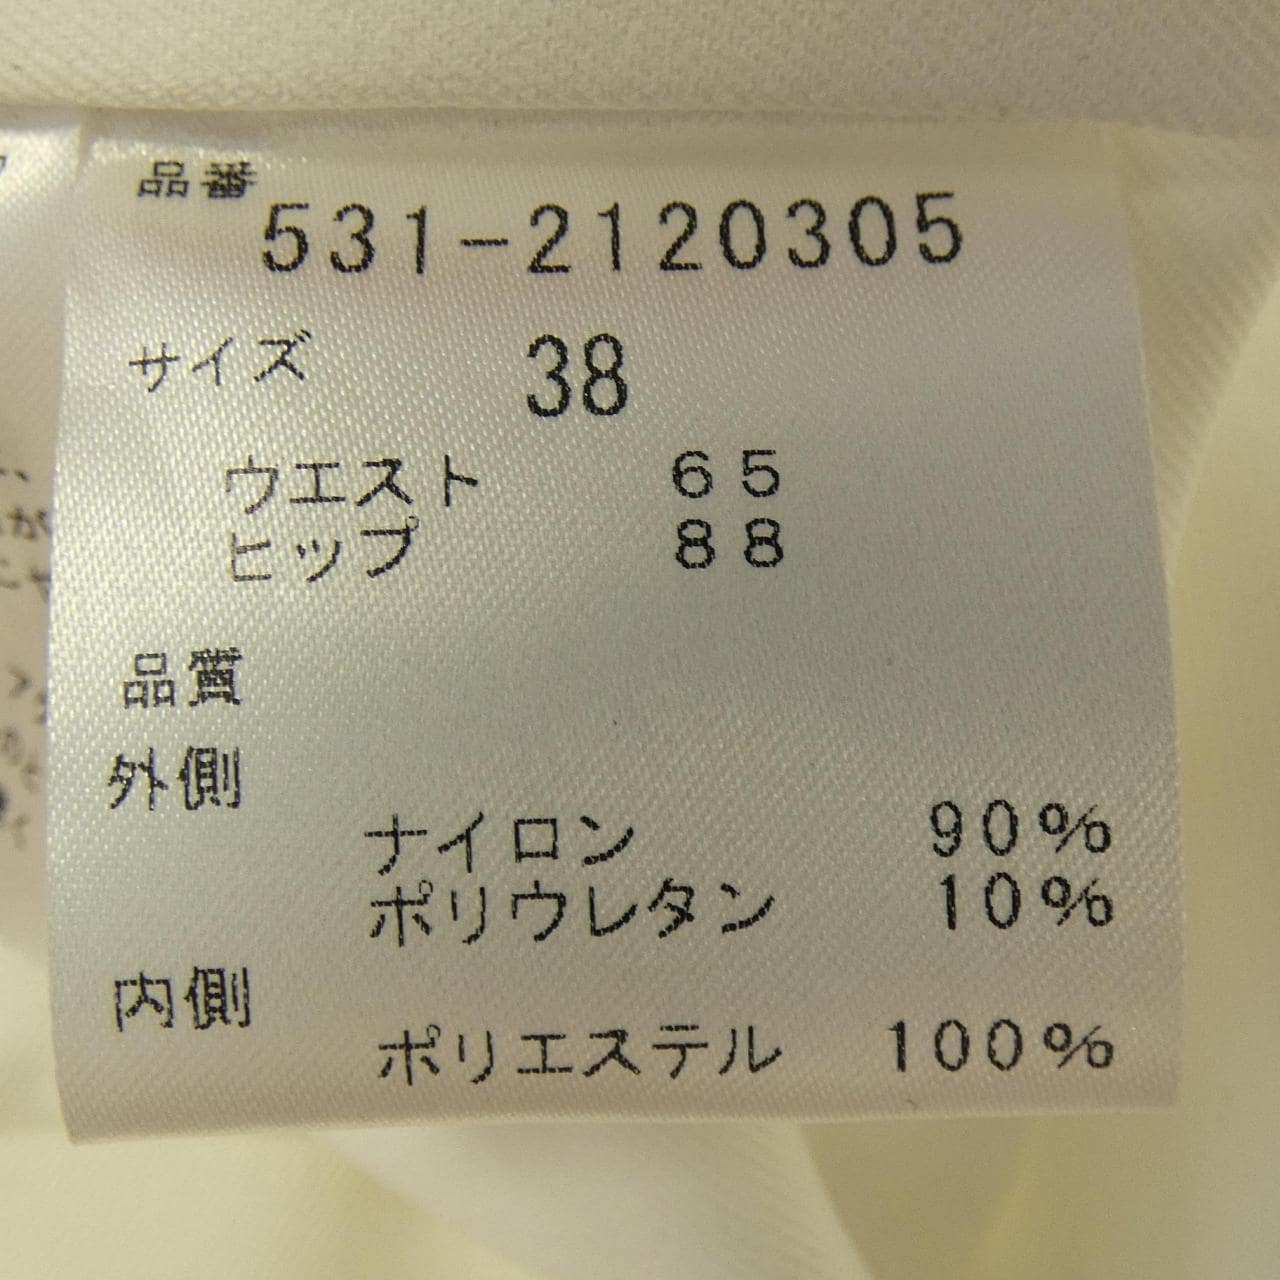 品番
531-2120305
サイズ 38
ウエスト 65
ヒップ 88
品質
外側
ナイロン 90%
ポリウレタン 10%
内側
ポリエステル 100%